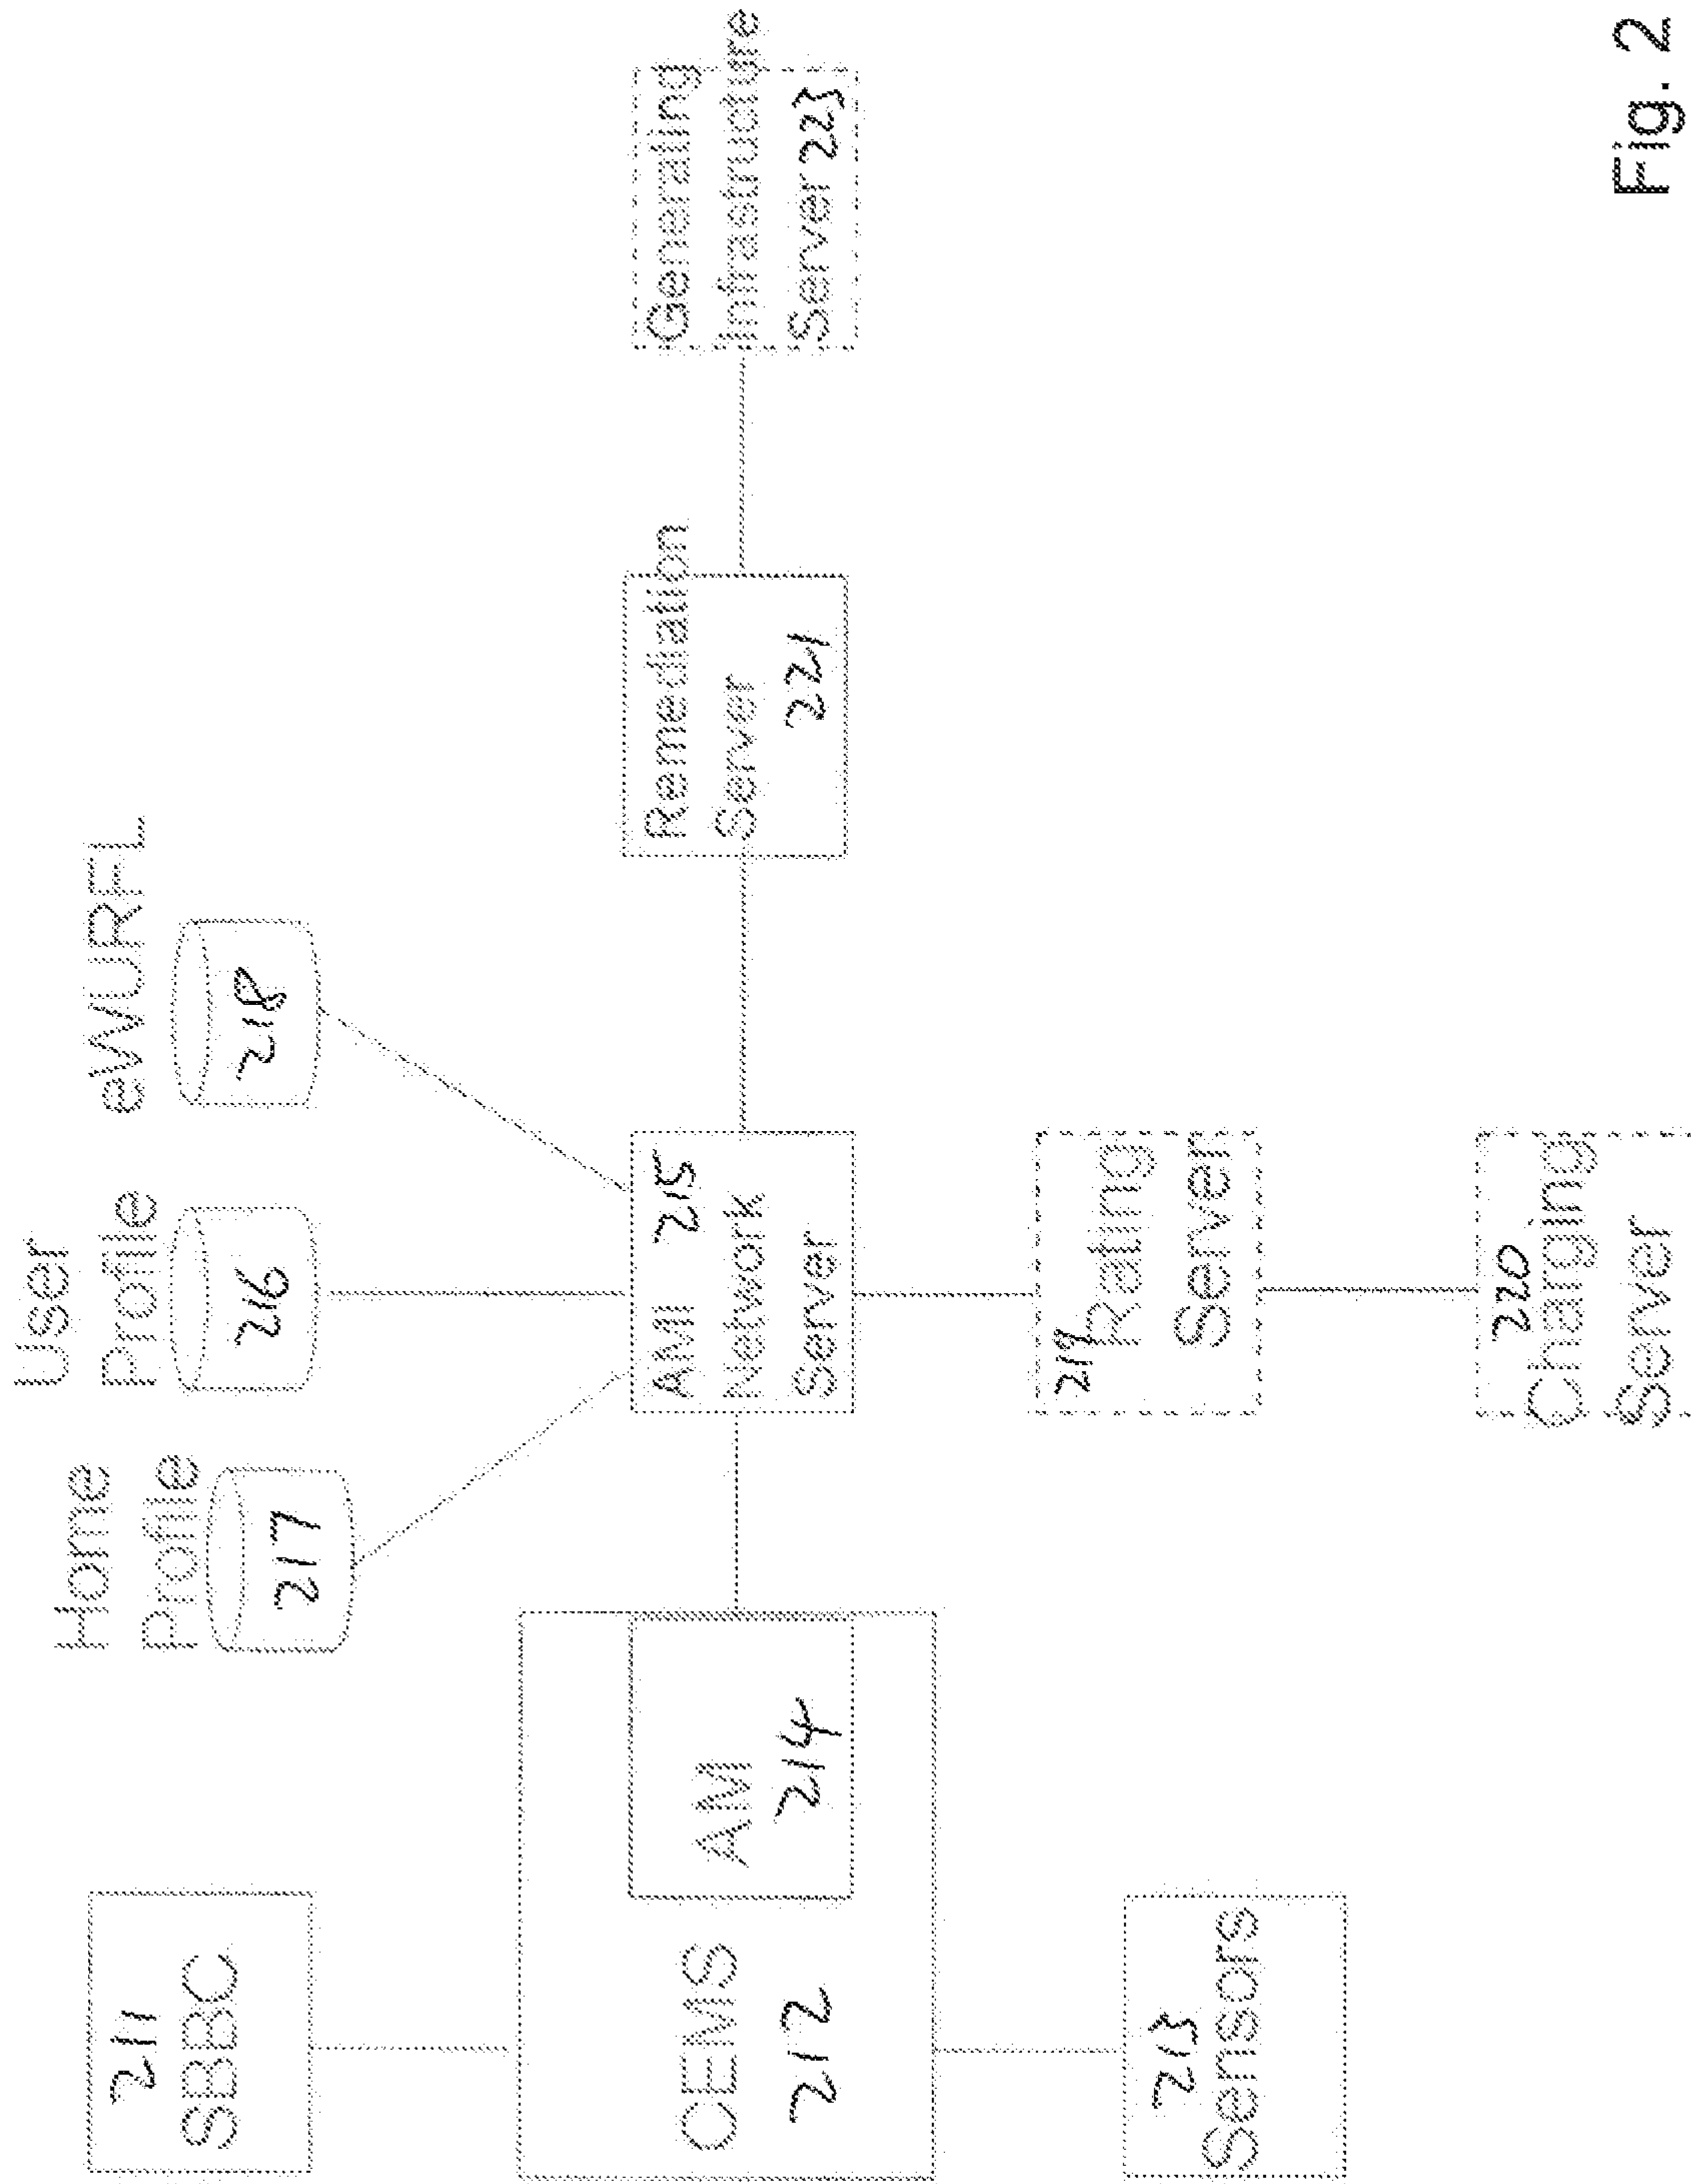 User
Profile
216
Home
Profile
217
eWURFL
218
211
SBBC
OEMS
212
AMI
214
213
Sensors
AMI 215
Network
Server
219
Rating
Server
220
Charging
Server
Remediation
Server
221
Generating
Infrastructure
Server 223
Fig. 2